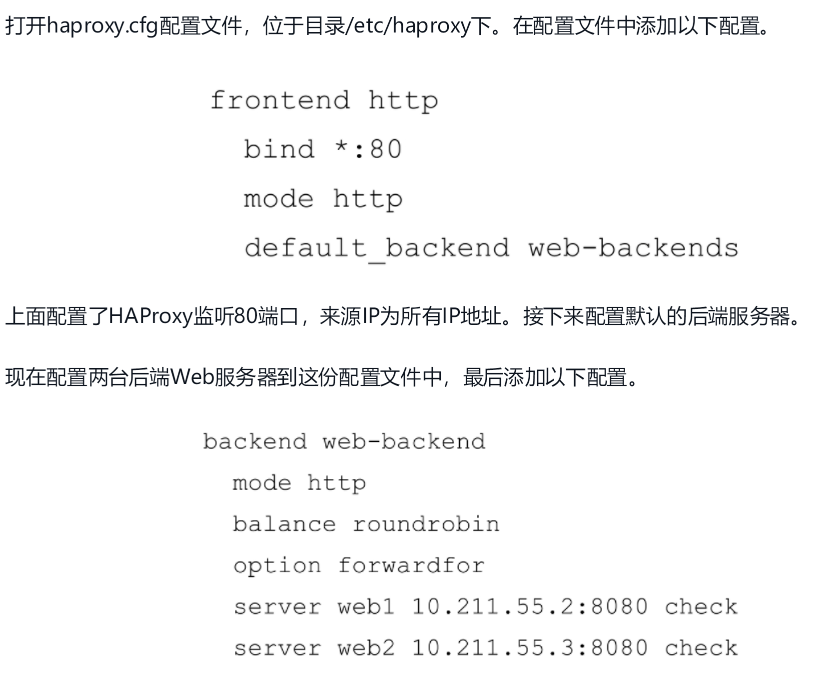 打开haproxy.cfg配置文件，位于目录/etc/haproxy下。在配置文件中添加以下配置。
frontend http
bind *:80
mode http
default_backend web-backends
上面配置了HAProxy监听80端口，来源IP为所有IP地址。接下来配置默认的后端服务器。
现在配置两台后端Web服务器到这份配置文件中，最后添加以下配置。
backend web-backend
mode http
balance roundrobin
option forwardfor
server web1 10.211.55.2:8080 check
server web2 10.211.55.3:8080 check